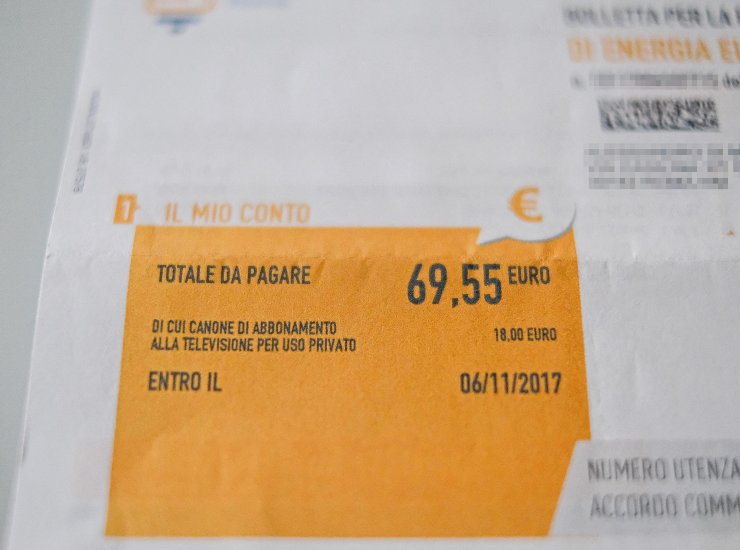 BOLLETTA PER LA
DI ENERGIA
1 IL MIO CONTO
€
TOTALE DA PAGARE 69,55 EURO
DI CUI CANONE DI ABBONAMENTO
ALLA TELEVISIONE PER USO PRIVATO 18,00 EURO
ENTRO IL 06/11/2017
NUMERO UTENZA
ACCORDO COMM